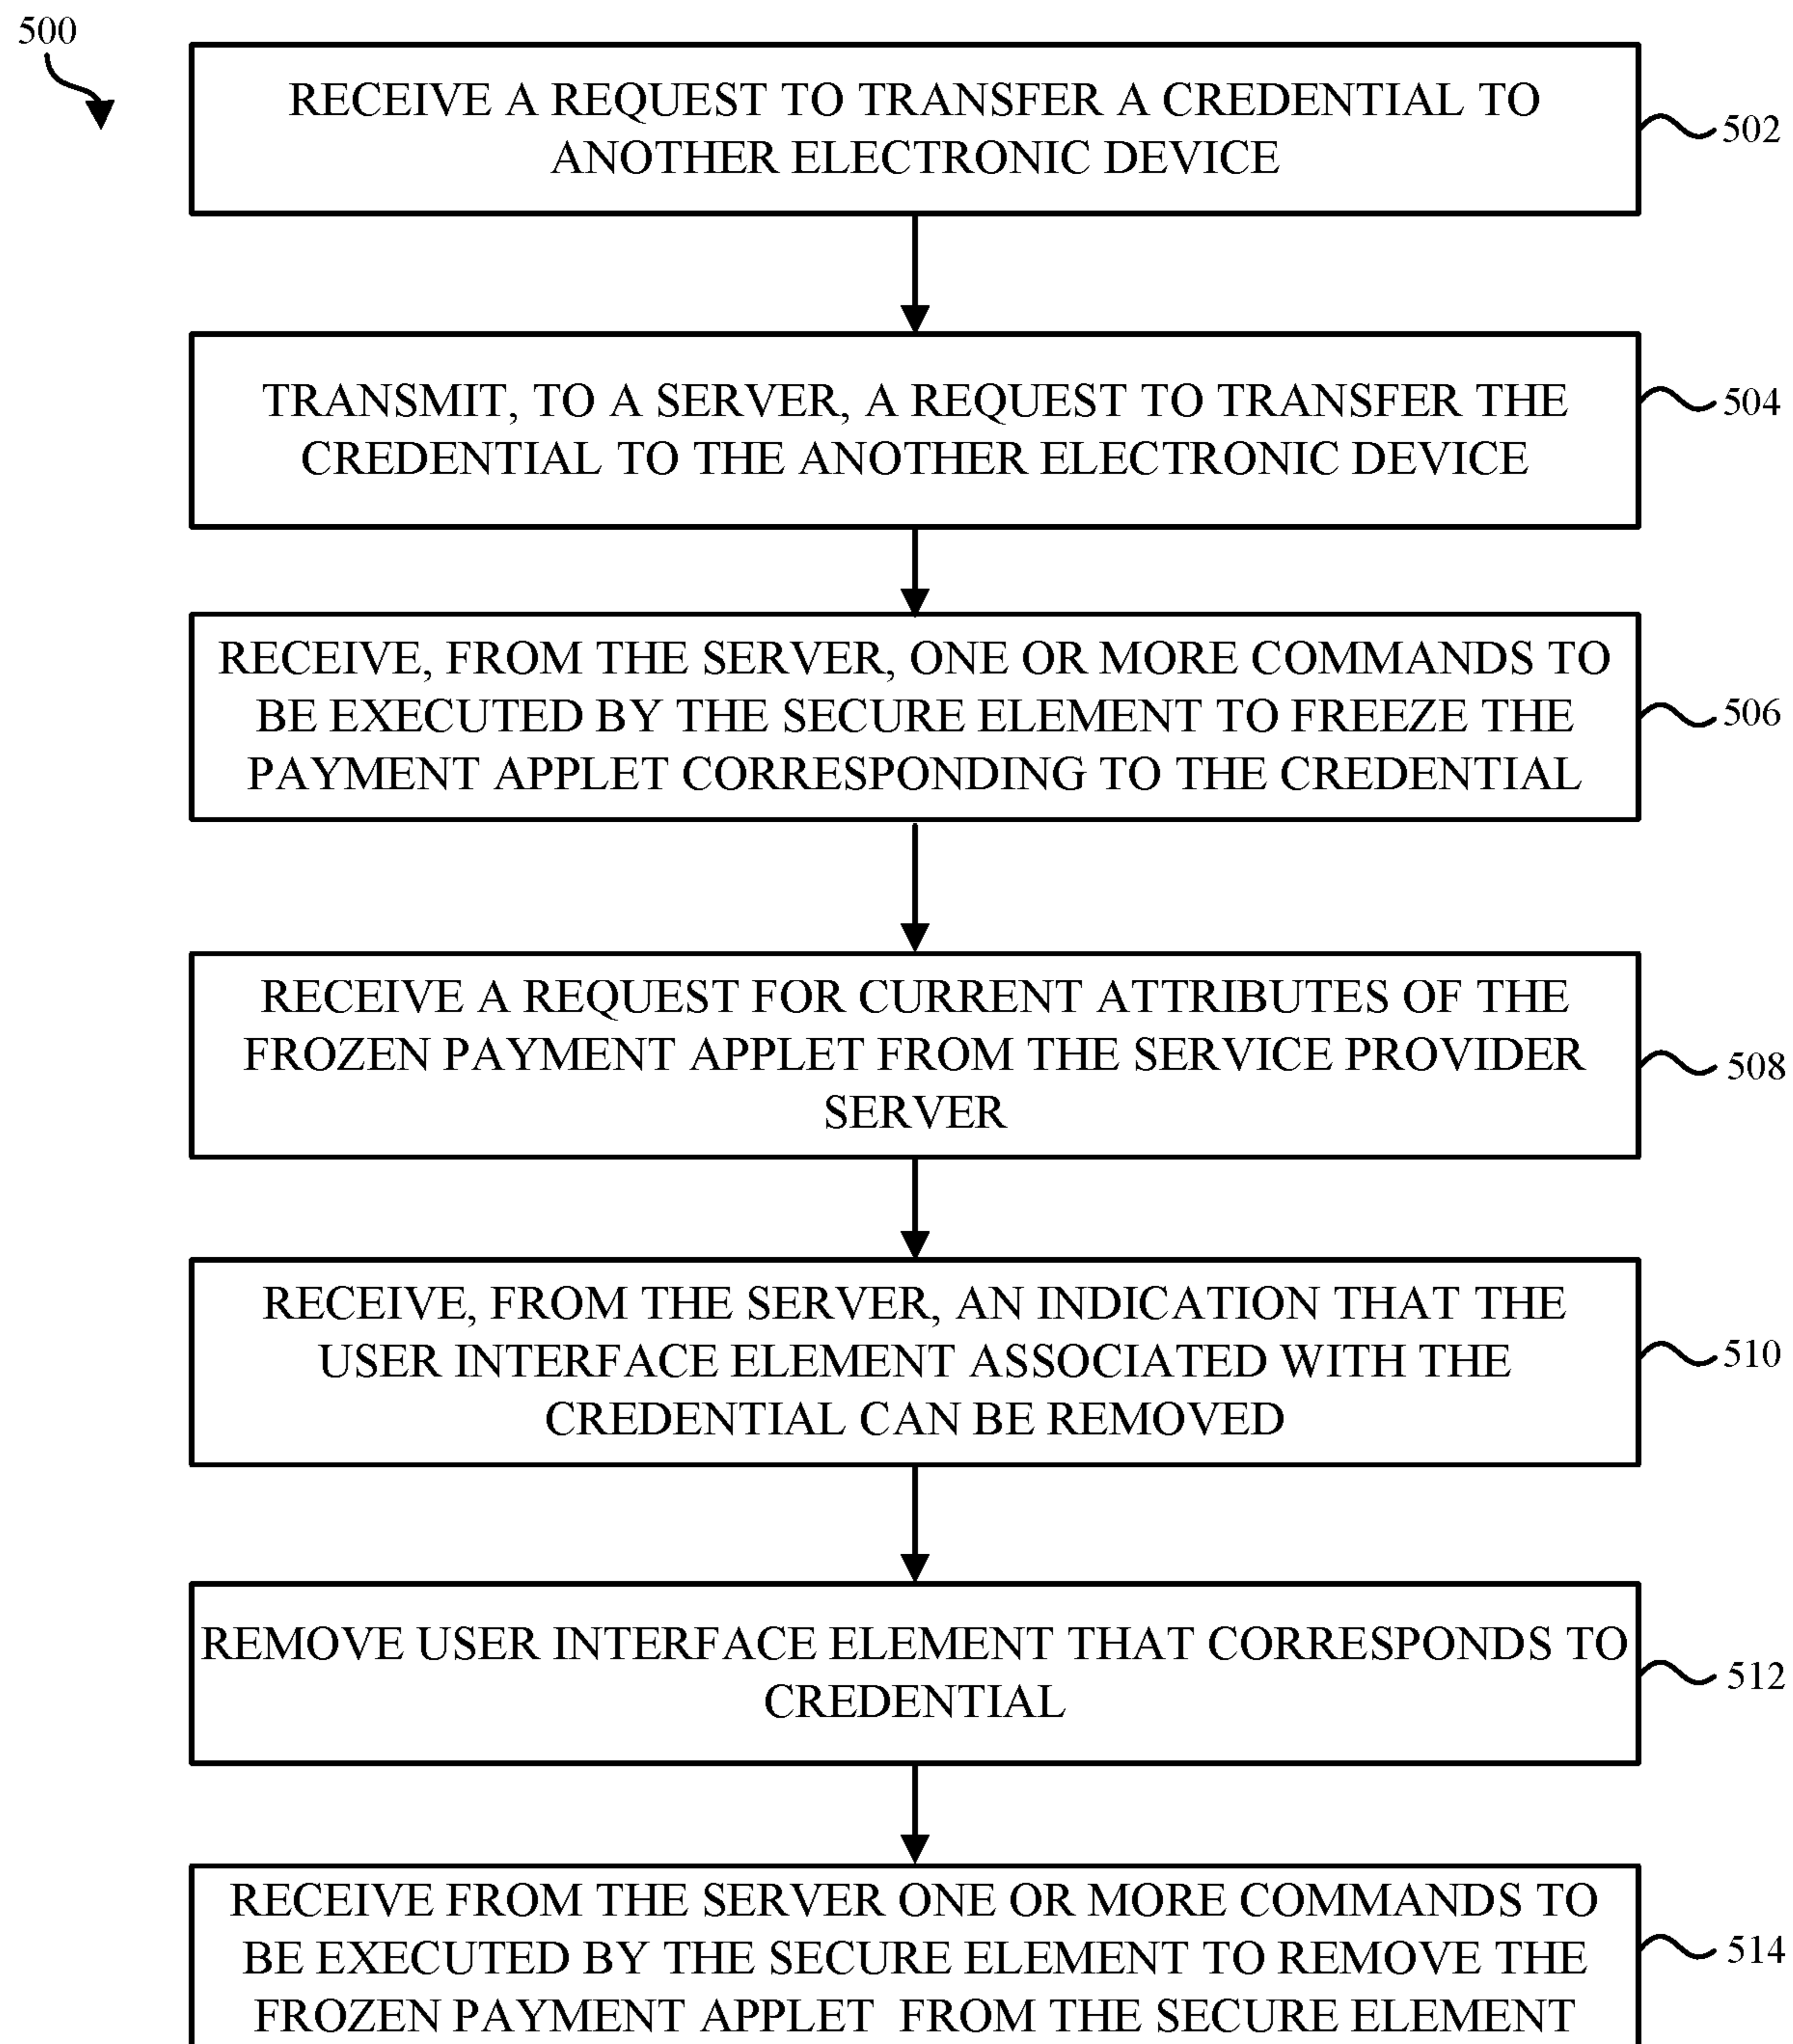 500
RECEIVE A REQUEST TO TRANSFER A CREDENTIAL TO
ANOTHER ELECTRONIC DEVICE
502
TRANSMIT, TO A SERVER, A REQUEST TO TRANSFER THE
CREDENTIAL TO THE ANOTHER ELECTRONIC DEVICE
504
RECEIVE, FROM THE SERVER, ONE OR MORE COMMANDS TO
BE EXECUTED BY THE SECURE ELEMENT TO FREEZE THE
PAYMENT APPLET CORRESPONDING TO THE CREDENTIAL
506
RECEIVE A REQUEST FOR CURRENT ATTRIBUTES OF THE
FROZEN PAYMENT APPLET FROM THE SERVICE PROVIDER
SERVER
508
RECEIVE, FROM THE SERVER, AN INDICATION THAT THE
USER INTERFACE ELEMENT ASSOCIATED WITH THE
CREDENTIAL CAN BE REMOVED
510
REMOVE USER INTERFACE ELEMENT THAT CORRESPONDS TO
CREDENTIAL
512
RECEIVE FROM THE SERVER ONE OR MORE COMMANDS TO
BE EXECUTED BY THE SECURE ELEMENT TO REMOVE THE
FROZEN PAYMENT APPLET FROM THE SECURE ELEMENT
514